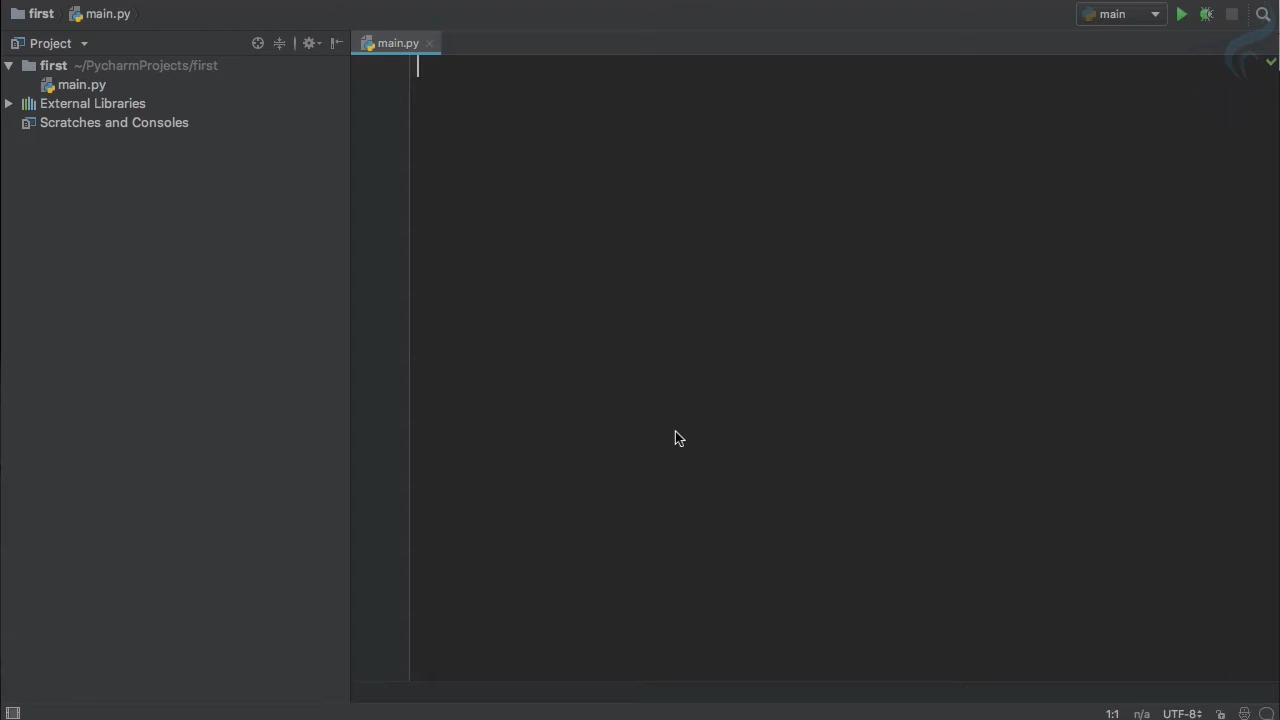 first main.py
main
Project
main.py
first ~/PycharmProjects/first
main.py
External Libraries
Scratches and Consoles
1:1 n/a UTF-8